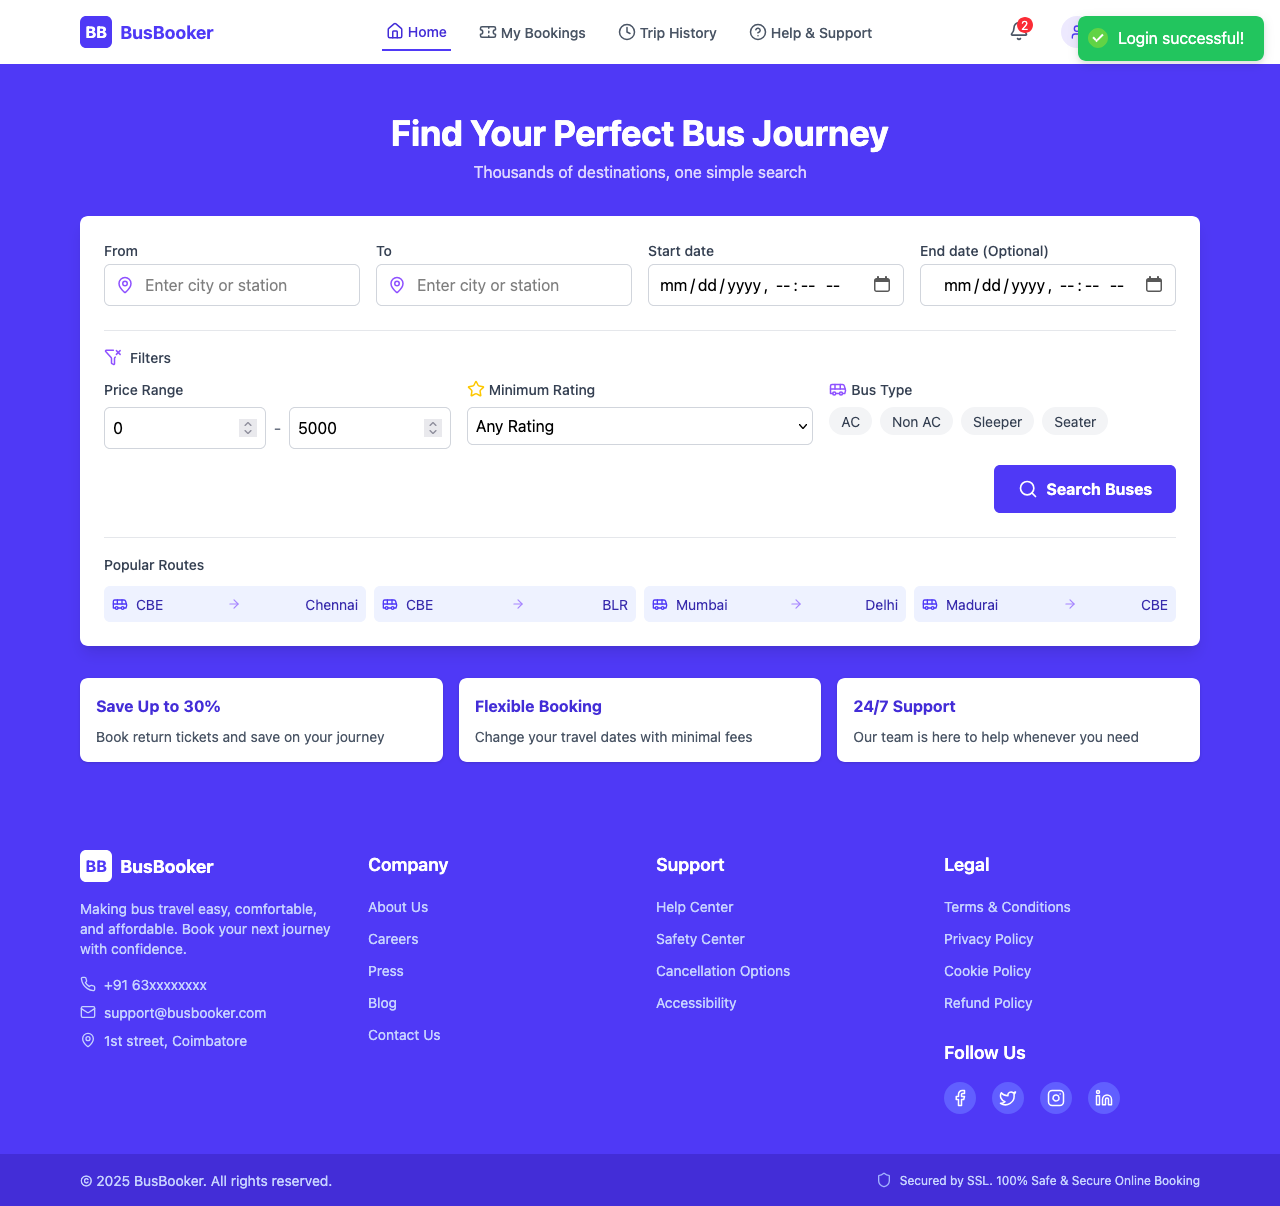 BB BusBooker
Home
My Bookings
Trip History
Help & Support
2
Login successful!
Find Your Perfect Bus Journey
Thousands of destinations, one simple search
From
To
Start date
End date (Optional)
Enter city or station
Enter city or station
mm/dd/yyyy, --:-- --
mm/dd/yyyy, --:-- --
Filters
Price Range
Minimum Rating
Bus Type
0 - 5000
Any Rating
AC
Non AC
Sleeper
Seater
Search Buses
Popular Routes
CBE → Chennai
CBE → BLR
Mumbai → Delhi
Madurai → CBE
Save Up to 30%
Book return tickets and save on your journey
Flexible Booking
Change your travel dates with minimal fees
24/7 Support
Our team is here to help whenever you need
BB BusBooker
Making bus travel easy, comfortable,
and affordable. Book your next journey
with confidence.
+91 63xxxxxxxx
support@busbooker.com
1st street, Coimbatore
Company
About Us
Careers
Press
Blog
Contact Us
Support
Help Center
Safety Center
Cancellation Options
Accessibility
Legal
Terms & Conditions
Privacy Policy
Cookie Policy
Refund Policy
Follow Us
© 2025 BusBooker. All rights reserved.
Secured by SSL. 100% Safe & Secure Online Booking